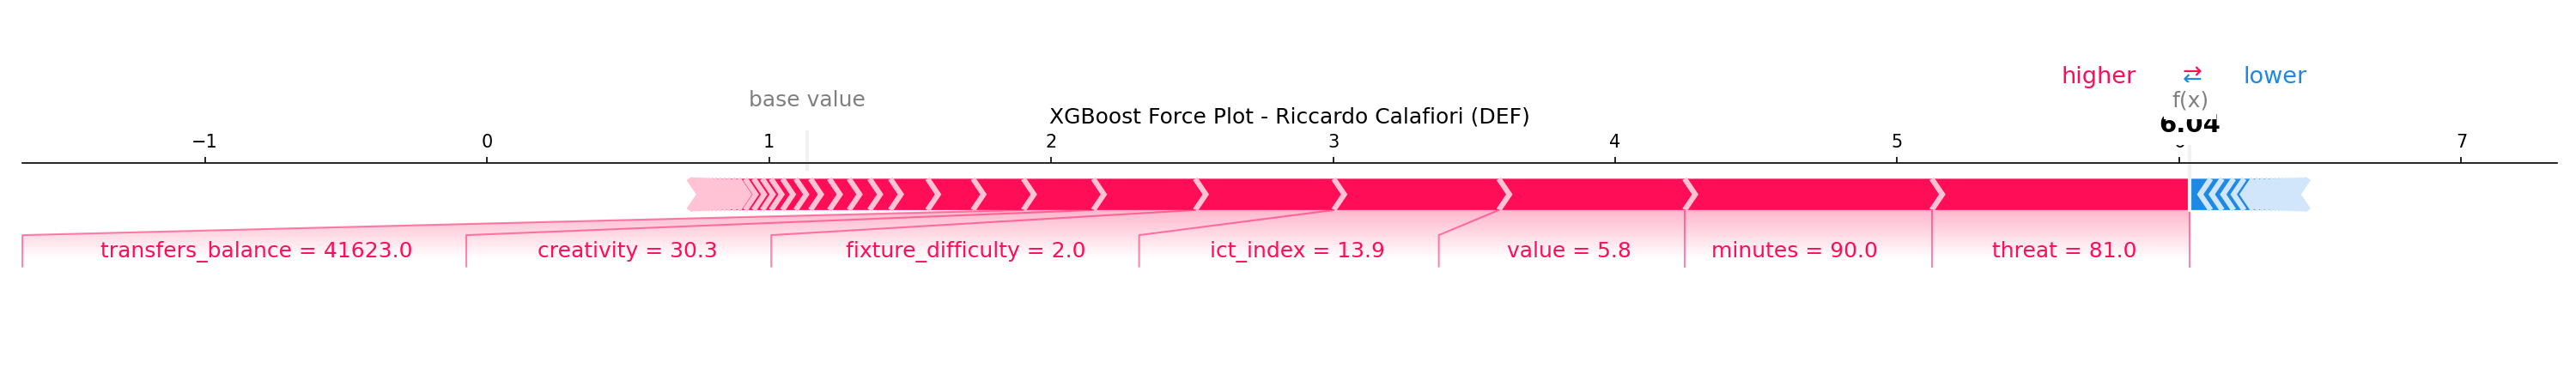 higher ⇄ lower
base value
f(x)
XGBoost Force Plot - Riccardo Calafiori (DEF)
6.04
−1 0 1 2 3 4 5 6 7
transfers_balance = 41623.0 creativity = 30.3 fixture_difficulty = 2.0 ict_index = 13.9 value = 5.8 minutes = 90.0 threat = 81.0